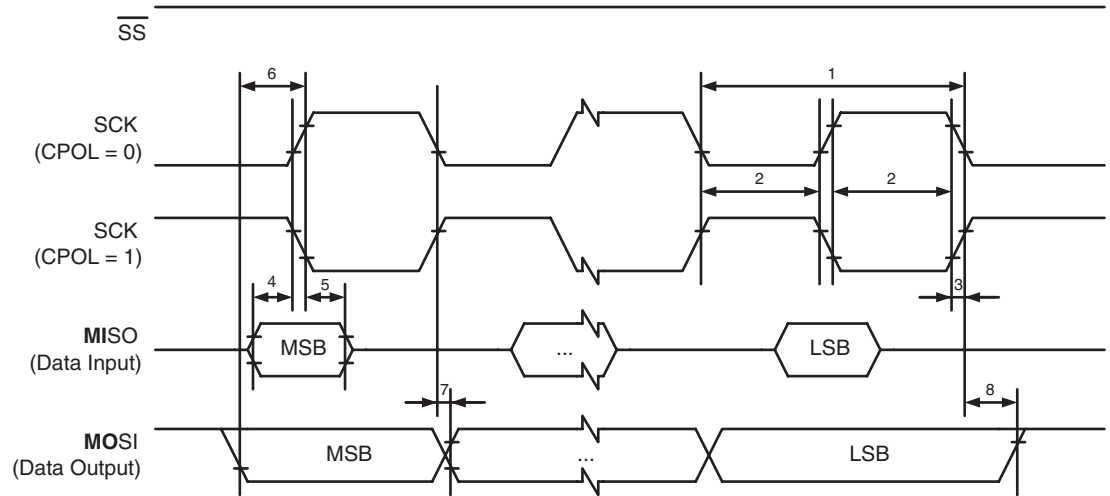 SS
6
1
SCK
(CPOL = 0)
2
2
SCK
(CPOL = 1)
4
5
3
MISO
(Data Input)
MSB
...
LSB
7
8
MOSI
(Data Output)
MSB
...
LSB